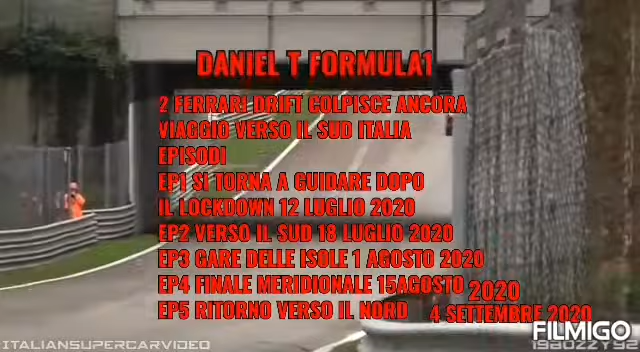 DANIEL T FORMULA1
2 FERRARI DRIFT COLPISCE ANCORA
VIAGGIO VERSO IL SUD ITALIA
EPISODI
EP1 SI TORNA A GUIDARE DOPO
IL LOCKDOWN 12 LUGLIO 2020
EP2 VERSO IL SUD 18 LUGLIO 2020
EP3 GARE DELLE ISOLE 1 AGOSTO 2020
EP4 FINALE MERIDIONALE 15AGOSTO 2020
EP5 RITORNO VERSO IL NORD 4 SETTEMBRE 2020
FILMIGO
ITALIANSUPERCARVIDEO 19BOZZY92